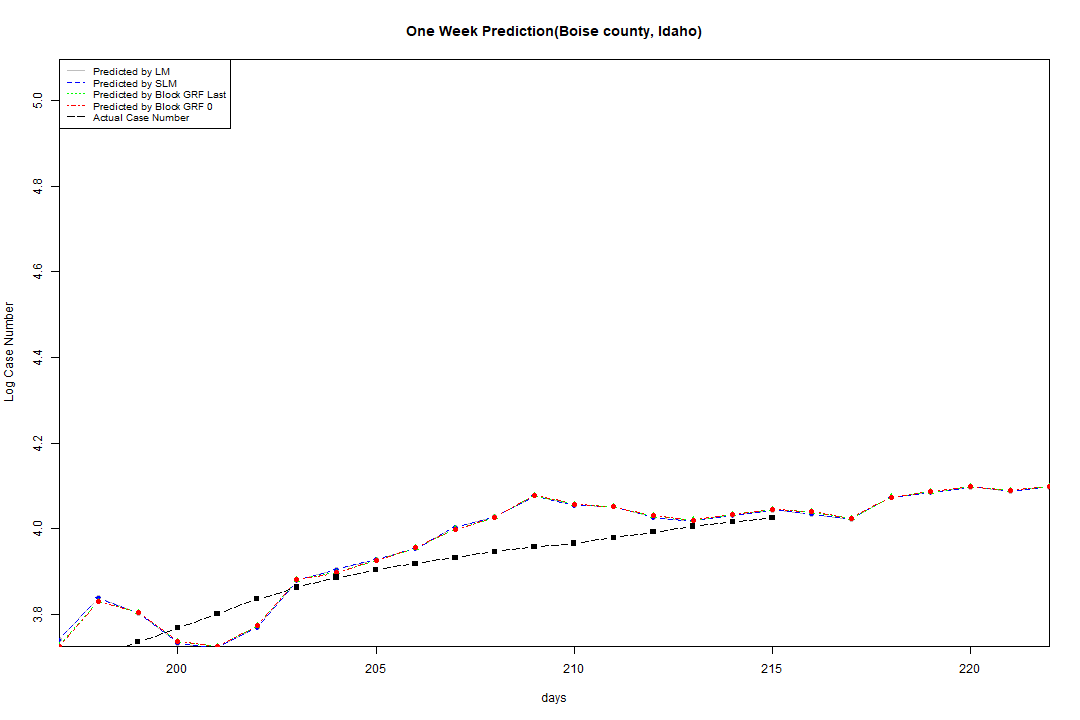 One Week Prediction(Boise county, Idaho)
Predicted by LM
Predicted by SLM
Predicted by Block GRF Last
Predicted by Block GRF 0
Actual Case Number
5.0
4.8
4.6
4.4
4.2
4.0
3.8
Log Case Number
200 205 210 215 220
days